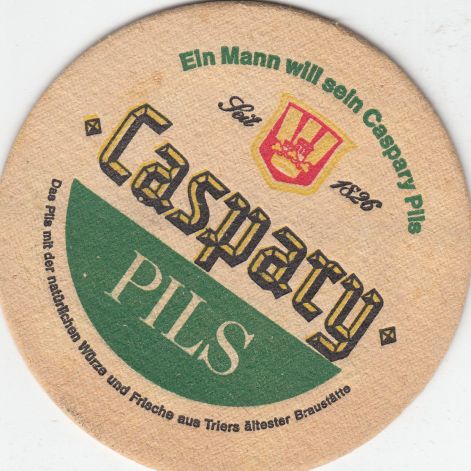 Ein Mann will sein Caspary Pils
Seit 1826
Caspary
PILS
Das Pils mit der natürlichen Würze und Frische aus Triers ältester Braustätte